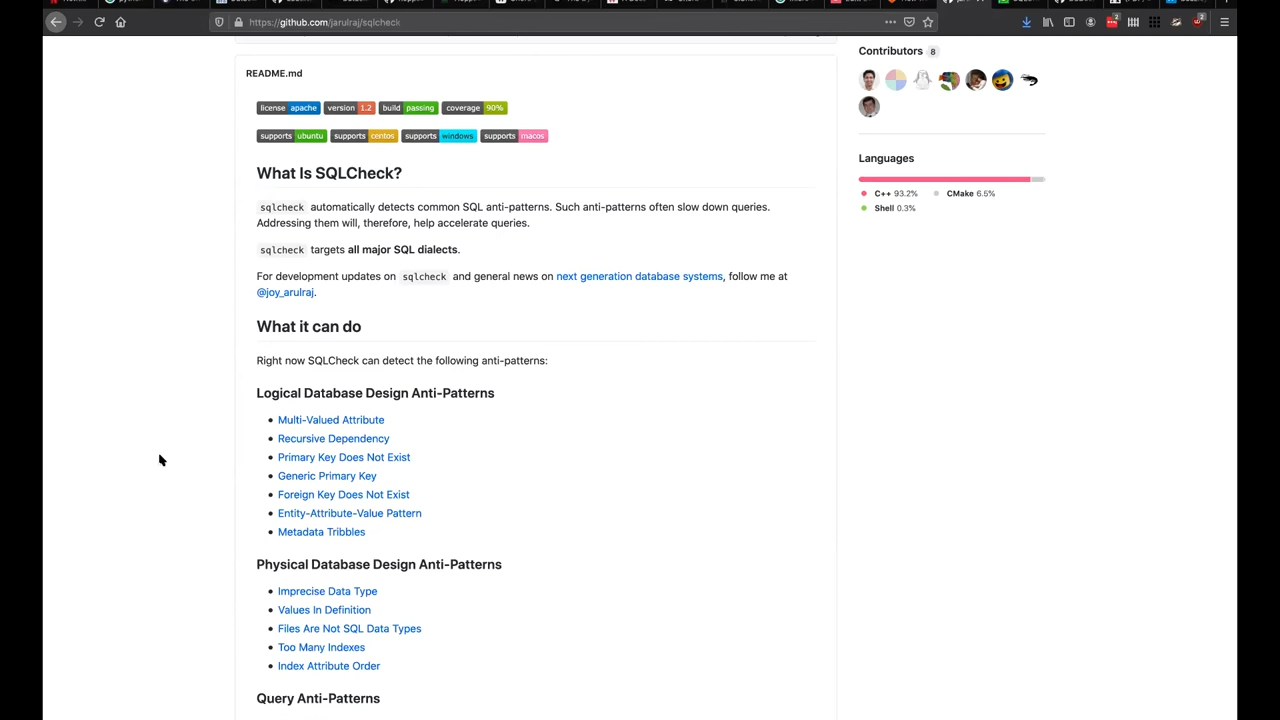 https://github.com/jarulraj/sqlcheck
README.md
Contributors 8
license apache version 1.2 build passing coverage 90%
supports ubuntu supports centos supports windows supports macos
Languages
C++ 93.2% CMake 6.5%
Shell 0.3%
What Is SQLCheck?
sqlcheck automatically detects common SQL anti-patterns. Such anti-patterns often slow down queries.
Addressing them will, therefore, help accelerate queries.
sqlcheck targets all major SQL dialects.
For development updates on sqlcheck and general news on next generation database systems, follow me at
@joy_arulraj.
What it can do
Right now SQLCheck can detect the following anti-patterns:
Logical Database Design Anti-Patterns
Multi-Valued Attribute
Recursive Dependency
Primary Key Does Not Exist
Generic Primary Key
Foreign Key Does Not Exist
Entity-Attribute-Value Pattern
Metadata Tribbles
Physical Database Design Anti-Patterns
Imprecise Data Type
Values In Definition
Files Are Not SQL Data Types
Too Many Indexes
Index Attribute Order
Query Anti-Patterns